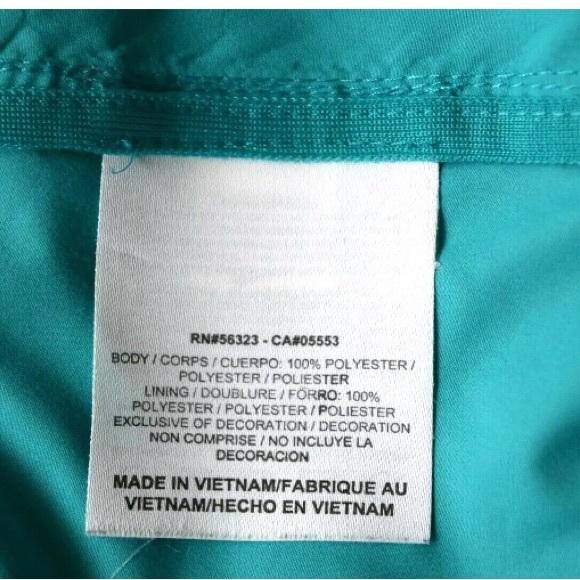 RN#56323 - CA#05553
BODY / CORPS / CUERPO: 100% POLYESTER /
POLYESTER / POLIESTER
LINING / DOUBLURE / FÖRRO: 100%
POLYESTER / POLYESTER / POLIESTER
EXCLUSIVE OF DECORATION / DECORATION
NON COMPRISE / NO INCLUYE LA
DECORACION
MADE IN VIETNAM/FABRIQUE AU
VIETNAM/HECHO EN VIETNAM